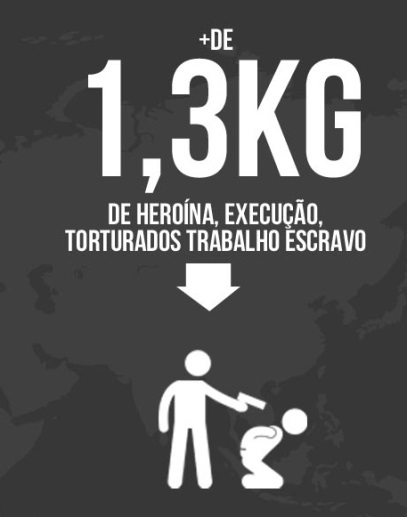 +DE
1,3KG
DE HEROÍNA, EXECUÇÃO,
TORTURADOS TRABALHO ESCRAVO